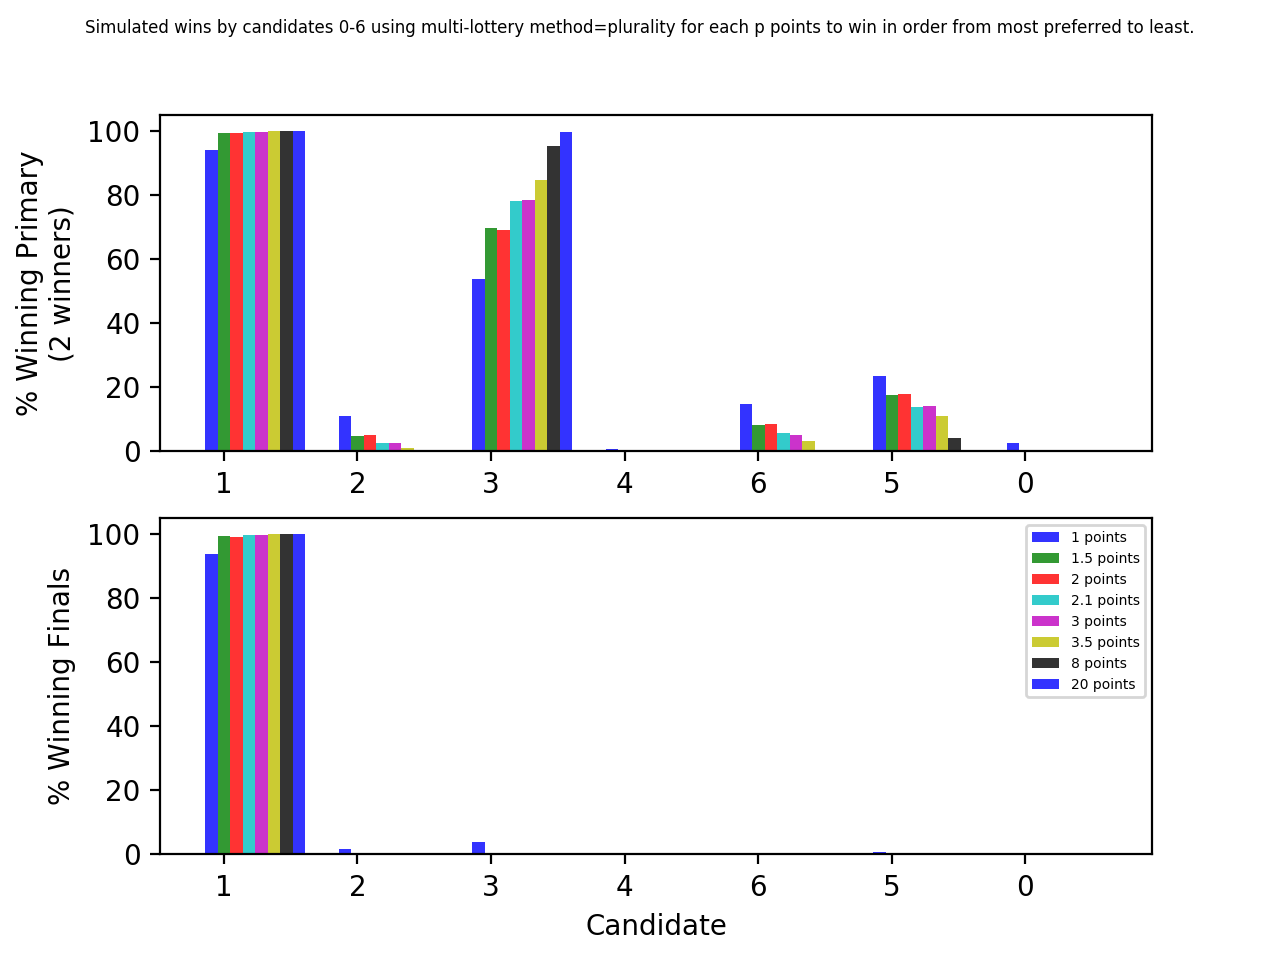 Simulated wins by candidates 0-6 using multi-lottery method=plurality for each p points to win in order from most preferred to least.
% Winning Primary
(2 winners)
100
80
60
40
20
0
1 2 3 4 6 5 0
% Winning Finals
100
80
60
40
20
0
1 points
1.5 points
2 points
2.1 points
3 points
3.5 points
8 points
20 points
1 2 3 4 6 5 0
Candidate